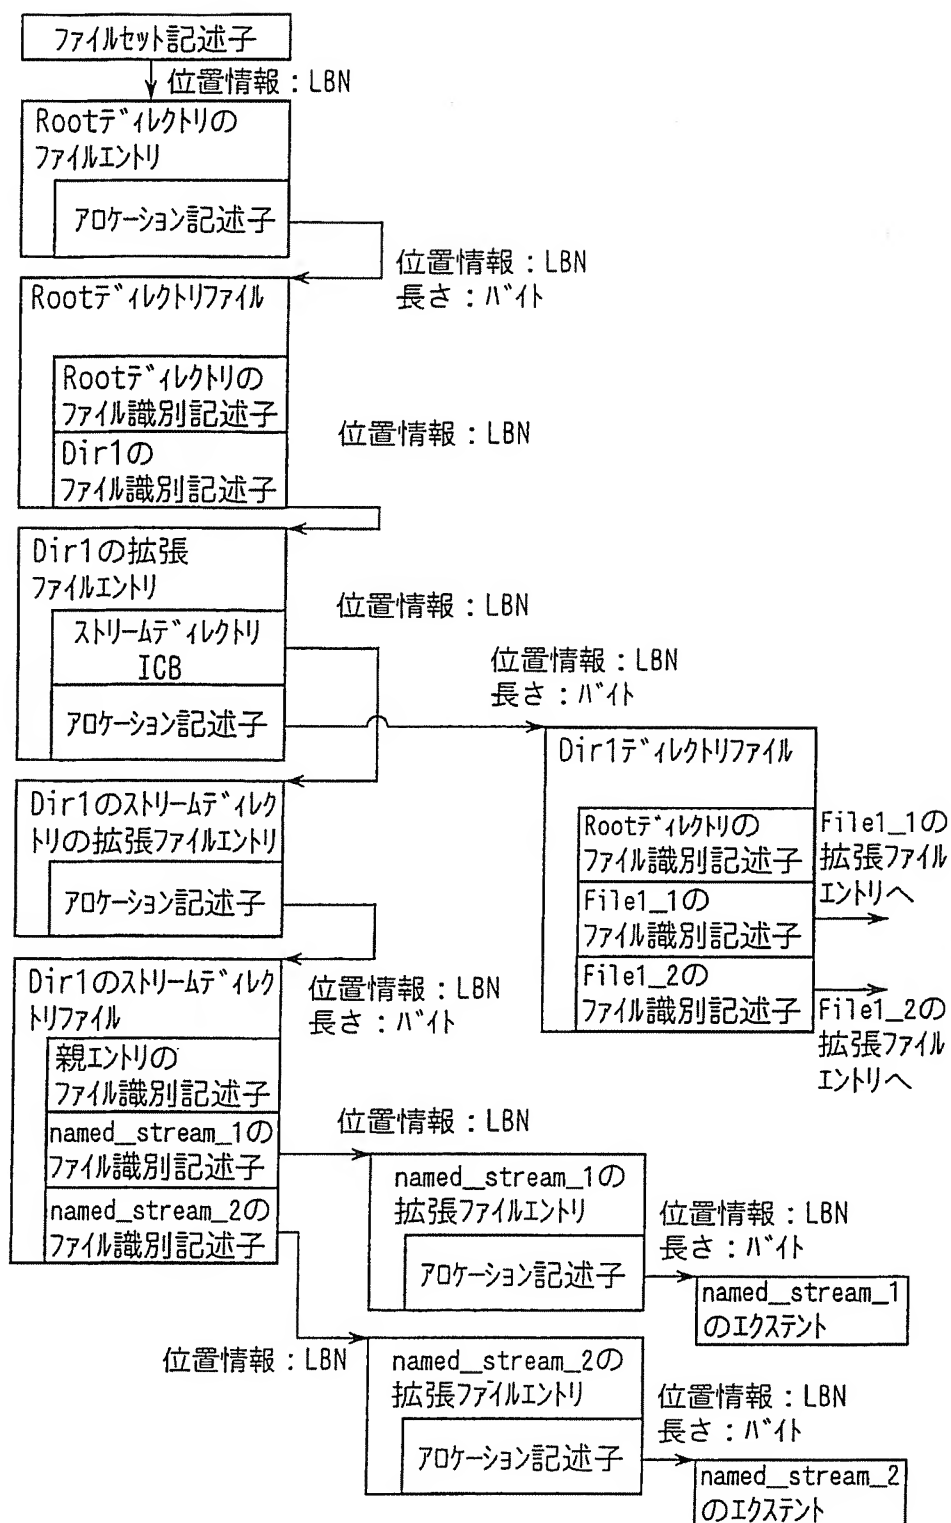 ファイルセット記述子
位置情報：LBN
Rootディレクトリの
ファイルエントリ
アロケーション記述子
位置情報：LBN
長さ：バイト
Rootディレクトリファイル
Rootディレクトリの
ファイル識別記述子
Dir1の
ファイル識別記述子
位置情報：LBN
Dir1の拡張
ファイルエントリ
位置情報：LBN
ストリームディレクトリ
ICB
アロケーション記述子
位置情報：LBN
長さ：バイト
Dir1ディレクトリファイル
Rootディレクトリの
ファイル識別記述子
File1_1の
ファイル識別記述子
File1_2の
ファイル識別記述子
File1_1の
拡張ファイル
エントリへ
File1_2の
拡張ファイル
エントリへ
Dir1のストリームディレク
トリの拡張ファイルエントリ
アロケーション記述子
位置情報：LBN
長さ：バイト
Dir1のストリームディレク
トリファイル
親エントリの
ファイル識別記述子
named_stream_1の
ファイル識別記述子
named_stream_2の
ファイル識別記述子
位置情報：LBN
named_stream_1の
拡張ファイルエントリ
アロケーション記述子
位置情報：LBN
長さ：バイト
named_stream_1
のエクステント
位置情報：LBN
named_stream_2の
拡張ファイルエントリ
アロケーション記述子
位置情報：LBN
長さ：バイト
named_stream_2
のエクステント